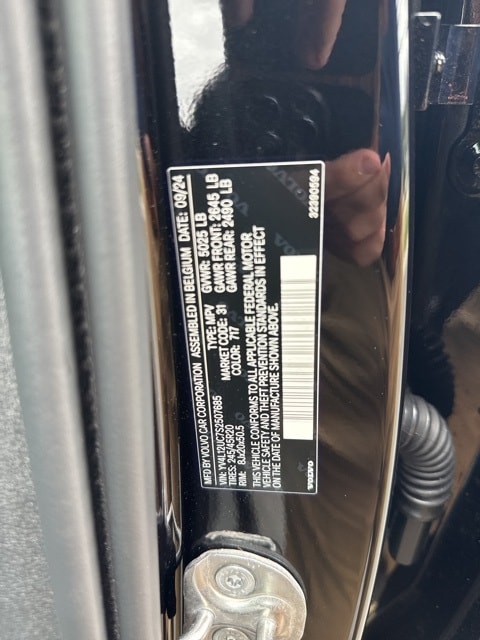 MFD BY VOLVO CAR CORPORATION ASSEMBLED IN BELGIUM DATE: 09/24
VIN: YV4L12UC7S2507685 TYPE: MPV GVWR: 5025 LB
TIRES: 245/45R20 MARKET CODE: 31 GAWR FRONT: 2645 LB
RIM: 8Jx20x50,5 COLOR: 717 GAWR REAR: 2490 LB
THIS VEHICLE CONFORMS TO ALL APPLICABLE FEDERAL MOTOR
VEHICLE SAFETY AND THEFT PREVENTION STANDARDS IN EFFECT
ON THE DATE OF MANUFACTURE SHOWN ABOVE.
VOLVO 32390594